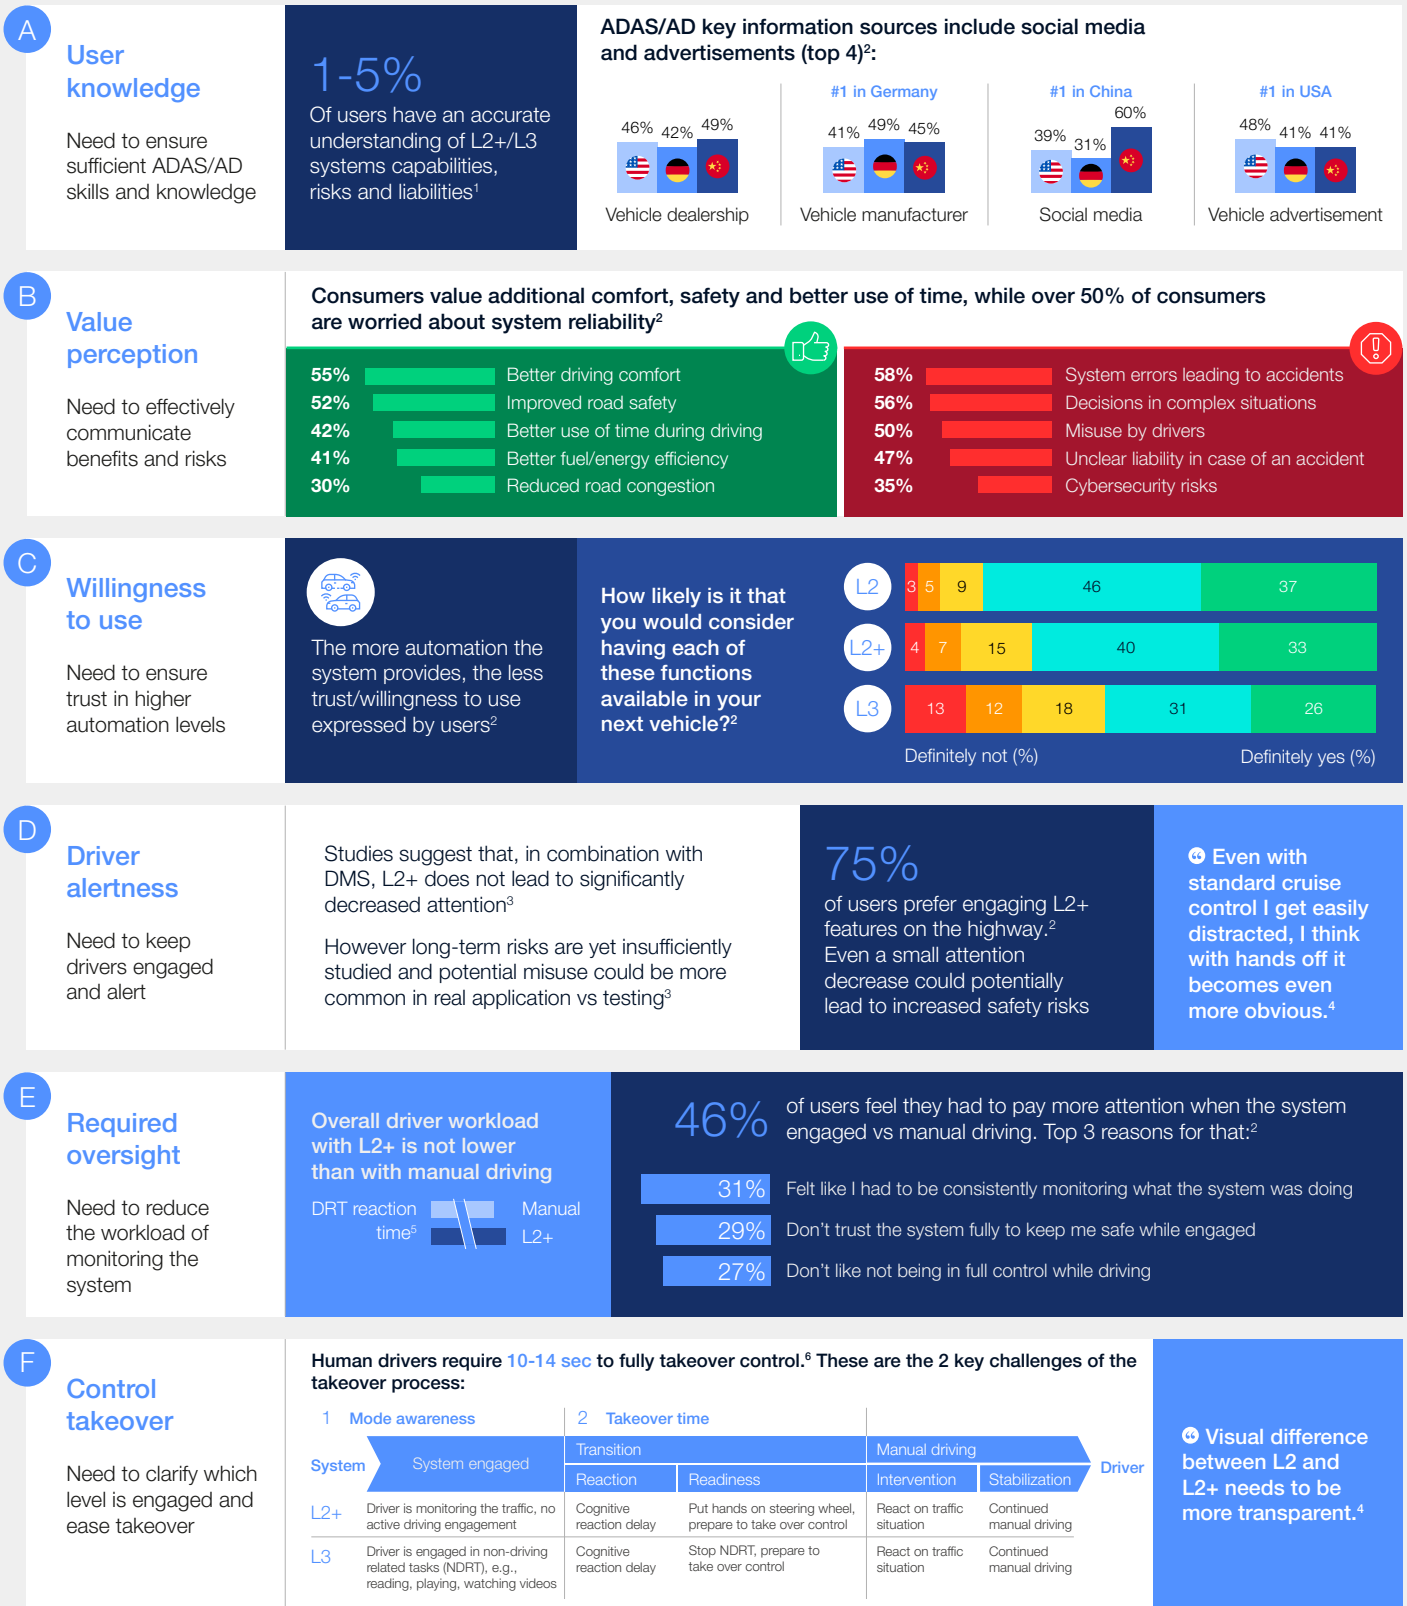 A
User
knowledge
Need to ensure
sufficient ADAS/AD
skills and knowledge
1-5%
Of users have an accurate
understanding of L2+/L3
systems capabilities,
risks and liabilities¹
ADAS/AD key information sources include social media
and advertisements (top 4)²:
46% 42% 49%
Vehicle dealership
#1 in Germany
41% 49% 45%
Vehicle manufacturer
#1 in China
39% 31% 60%
Social media
#1 in USA
48% 41% 41%
Vehicle advertisement
B
Value
perception
Need to effectively
communicate
benefits and risks
Consumers value additional comfort, safety and better use of time, while over 50% of consumers
are worried about system reliability²
55% Better driving comfort
52% Improved road safety
42% Better use of time during driving
41% Better fuel/energy efficiency
30% Reduced road congestion
58% System errors leading to accidents
56% Decisions in complex situations
50% Misuse by drivers
47% Unclear liability in case of an accident
35% Cybersecurity risks
C
Willingness
to use
Need to ensure
trust in higher
automation levels
The more automation the
system provides, the less
trust/willingness to use
expressed by users²
How likely is it that
you would consider
having each of
these functions
available in your
next vehicle?²
L2 3 5 9 46 37
L2+ 4 7 15 40 33
L3 13 12 18 31 26
Definitely not (%) Definitely yes (%)
D
Driver
alertness
Need to keep
drivers engaged
and alert
Studies suggest that, in combination with
DMS, L2+ does not lead to significantly
decreased attention³
However long-term risks are yet insufficiently
studied and potential misuse could be more
common in real application vs testing³
75%
of users prefer engaging L2+
features on the highway.²
Even a small attention
decrease could potentially
lead to increased safety risks
“ Even with
standard cruise
control I get easily
distracted, I think
with hands off it
becomes even
more obvious.⁴
E
Required
oversight
Need to reduce
the workload of
monitoring the
system
Overall driver workload
with L2+ is not lower
than with manual driving
DRT reaction
time⁵
Manual
L2+
46%
of users feel they had to pay more attention when the system
engaged vs manual driving. Top 3 reasons for that:²
31% Felt like I had to be consistently monitoring what the system was doing
29% Don't trust the system fully to keep me safe while engaged
27% Don't like not being in full control while driving
F
Control
takeover
Need to clarify which
level is engaged and
ease takeover
Human drivers require 10-14 sec to fully takeover control.⁶ These are the 2 key challenges of the
takeover process:
1 Mode awareness
2 Takeover time
System
System engaged
Transition
Manual driving
Reaction
Readiness
Intervention
Stabilization
Driver
L2+
Driver is monitoring the traffic, no
active driving engagement
Cognitive
reaction delay
Put hands on steering wheel,
prepare to take over control
React on traffic
situation
Continued
manual driving
L3
Driver is engaged in non-driving
related tasks (NDRT), e.g.,
reading, playing, watching videos
Cognitive
reaction delay
Stop NDRT, prepare to
take over control
React on traffic
situation
Continued
manual driving
“ Visual difference
between L2 and
L2+ needs to be
more transparent.⁴